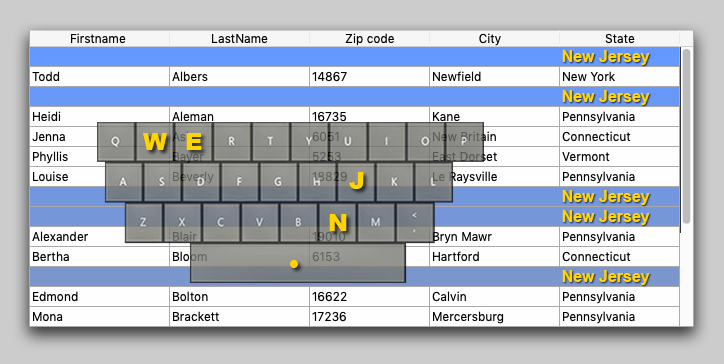 Firstname LastName Zip code City State
New Jersey
Todd Albers 14867 Newfield New York
New Jersey
Heidi Aleman 16735 Kane Pennsylvania
Jenna 6051 New Britain Connecticut
Q W E R T Y U I O P
Phyllis Bayer 5253 East Dorset Vermont
Louise Beverly 18829 Le Raysville Pennsylvania
A S D F G H J K L
New Jersey
New Jersey
Z X C V B N M <
Alexander Blair 19010 Bryn Mawr Pennsylvania
Bertha Bloom 6153 Hartford Connecticut
New Jersey
Edmond Bolton 16622 Calvin Pennsylvania
Mona Brackett 17236 Mercersburg Pennsylvania